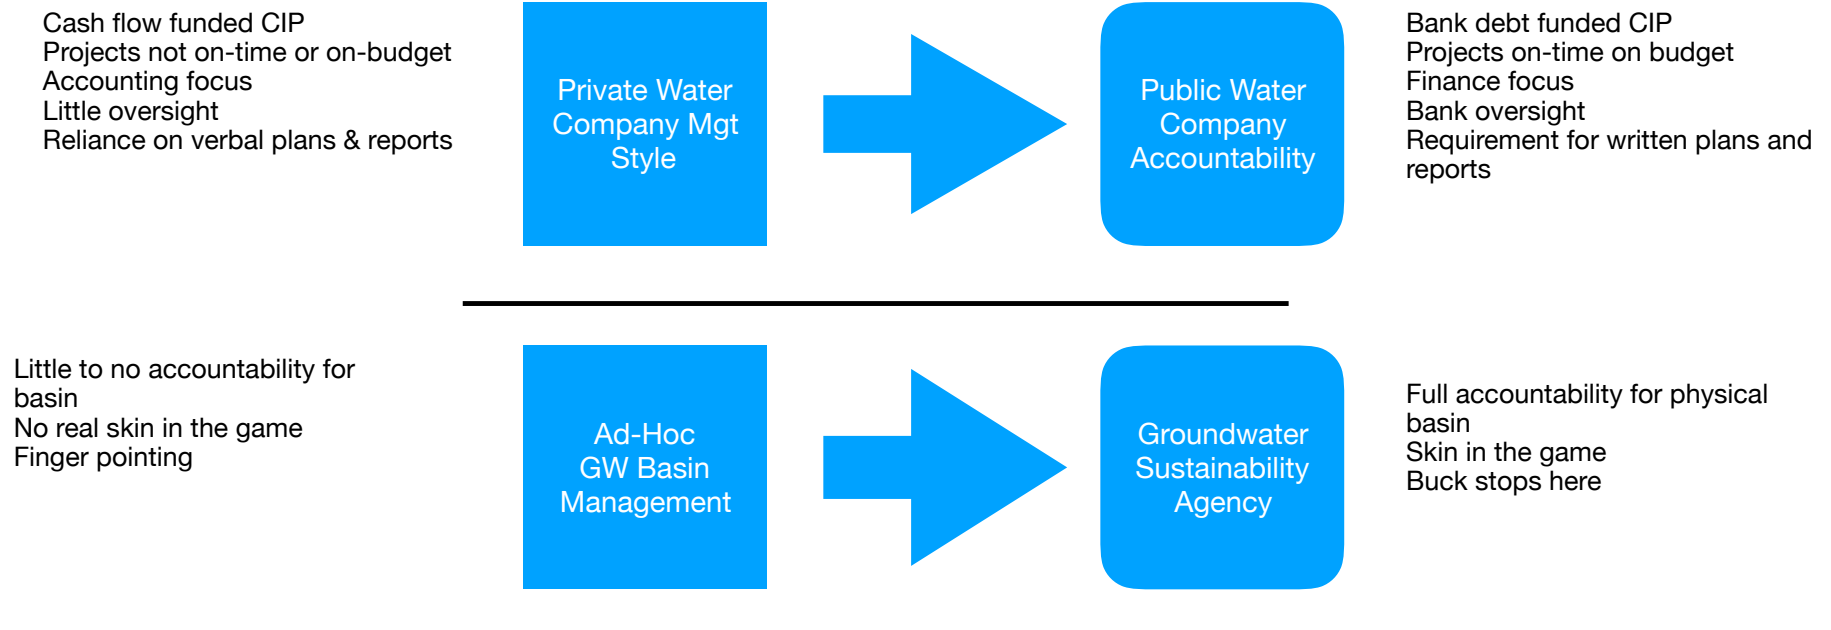 Cash flow funded CIP
Projects not on-time or on-budget
Accounting focus
Little oversight
Reliance on verbal plans & reports
Private Water
Company Mgt
Style
Public Water
Company
Accountability
Bank debt funded CIP
Projects on-time on budget
Finance focus
Bank oversight
Requirement for written plans and
reports
Little to no accountability for
basin
No real skin in the game
Finger pointing
Ad-Hoc
GW Basin
Management
Groundwater
Sustainability
Agency
Full accountability for physical
basin
Skin in the game
Buck stops here